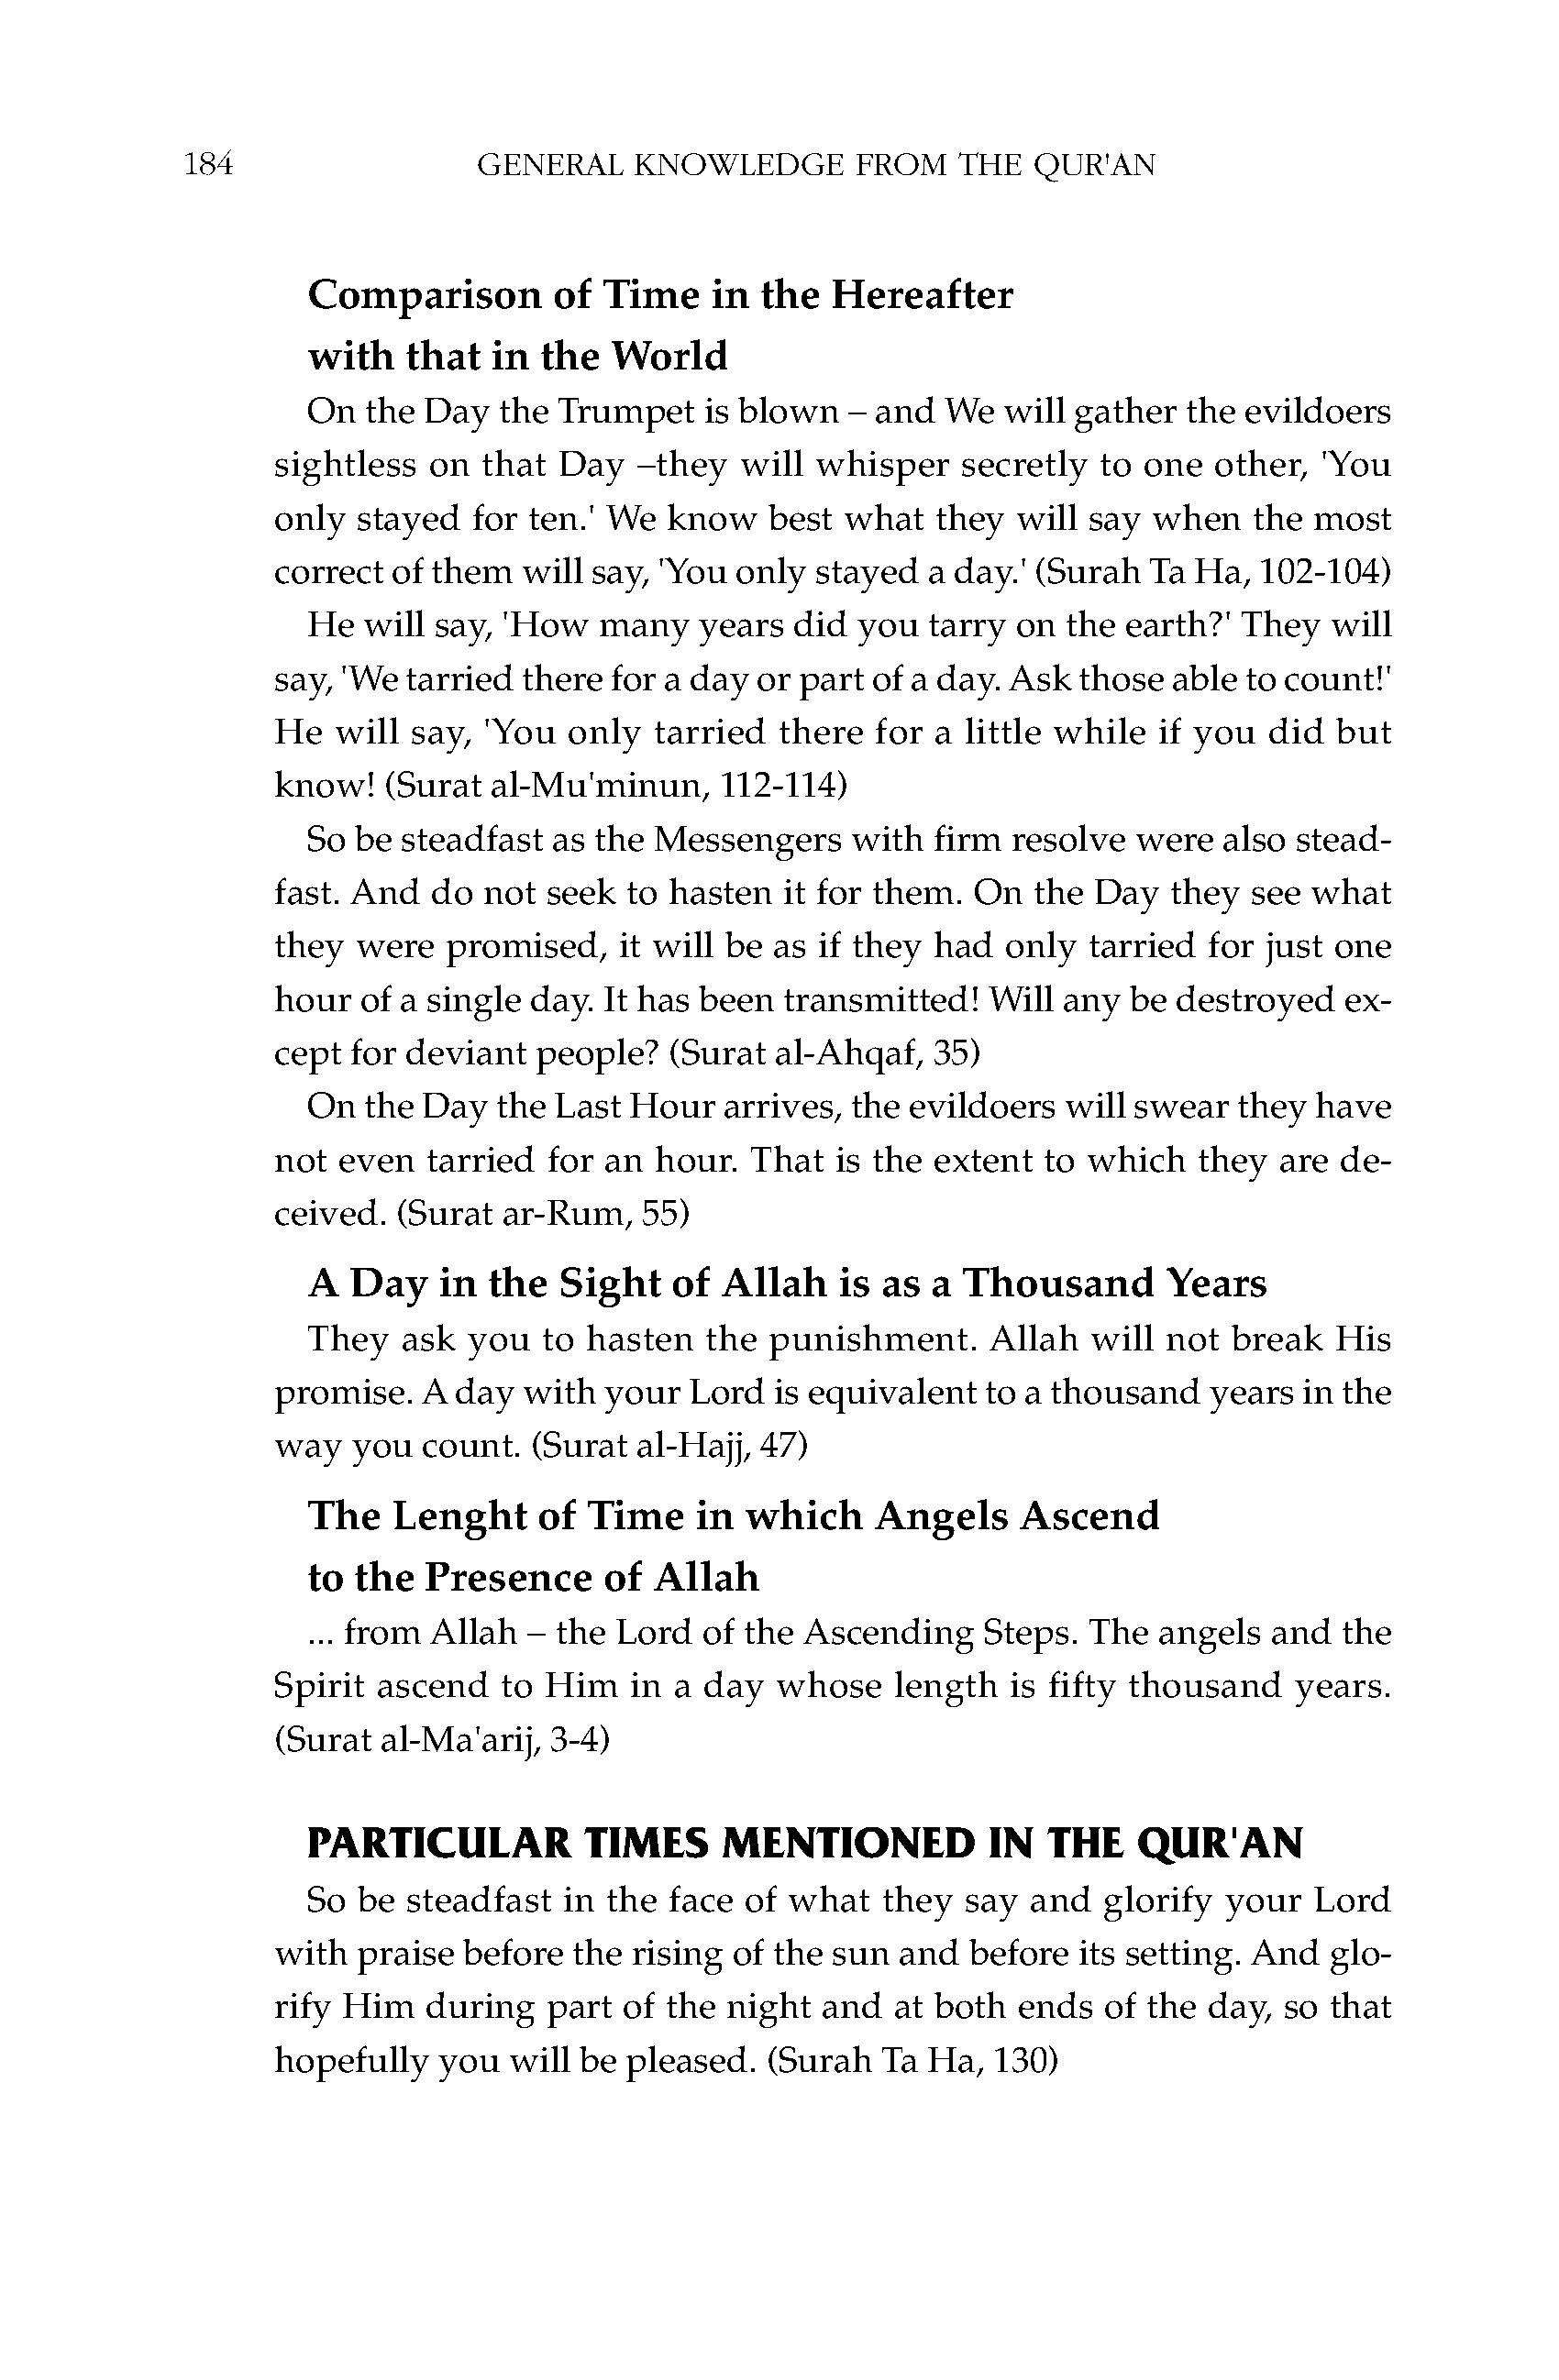 184 GENERAL KNOWLEDGE FROM THE QUR'AN
Comparison of Time in the Hereafter
with that in the World
On the Day the Trumpet is blown – and We will gather the evildoers
sightless on that Day –they will whisper secretly to one other, 'You
only stayed for ten.' We know best what they will say when the most
correct of them will say, 'You only stayed a day.' (Surah Ta Ha, 102-104)
He will say, 'How many years did you tarry on the earth?' They will
say, 'We tarried there for a day or part of a day. Ask those able to count!'
He will say, 'You only tarried there for a little while if you did but
know! (Surat al-Mu'minun, 112-114)
So be steadfast as the Messengers with firm resolve were also stead-
fast. And do not seek to hasten it for them. On the Day they see what
they were promised, it will be as if they had only tarried for just one
hour of a single day. It has been transmitted! Will any be destroyed ex-
cept for deviant people? (Surat al-Ahqaf, 35)
On the Day the Last Hour arrives, the evildoers will swear they have
not even tarried for an hour. That is the extent to which they are de-
ceived. (Surat ar-Rum, 55)
A Day in the Sight of Allah is as a Thousand Years
They ask you to hasten the punishment. Allah will not break His
promise. A day with your Lord is equivalent to a thousand years in the
way you count. (Surat al-Hajj, 47)
The Lenght of Time in which Angels Ascend
to the Presence of Allah
... from Allah – the Lord of the Ascending Steps. The angels and the
Spirit ascend to Him in a day whose length is fifty thousand years.
(Surat al-Ma'arij, 3-4)
PARTICULAR TIMES MENTIONED IN THE QUR'AN
So be steadfast in the face of what they say and glorify your Lord
with praise before the rising of the sun and before its setting. And glo-
rify Him during part of the night and at both ends of the day, so that
hopefully you will be pleased. (Surah Ta Ha, 130)